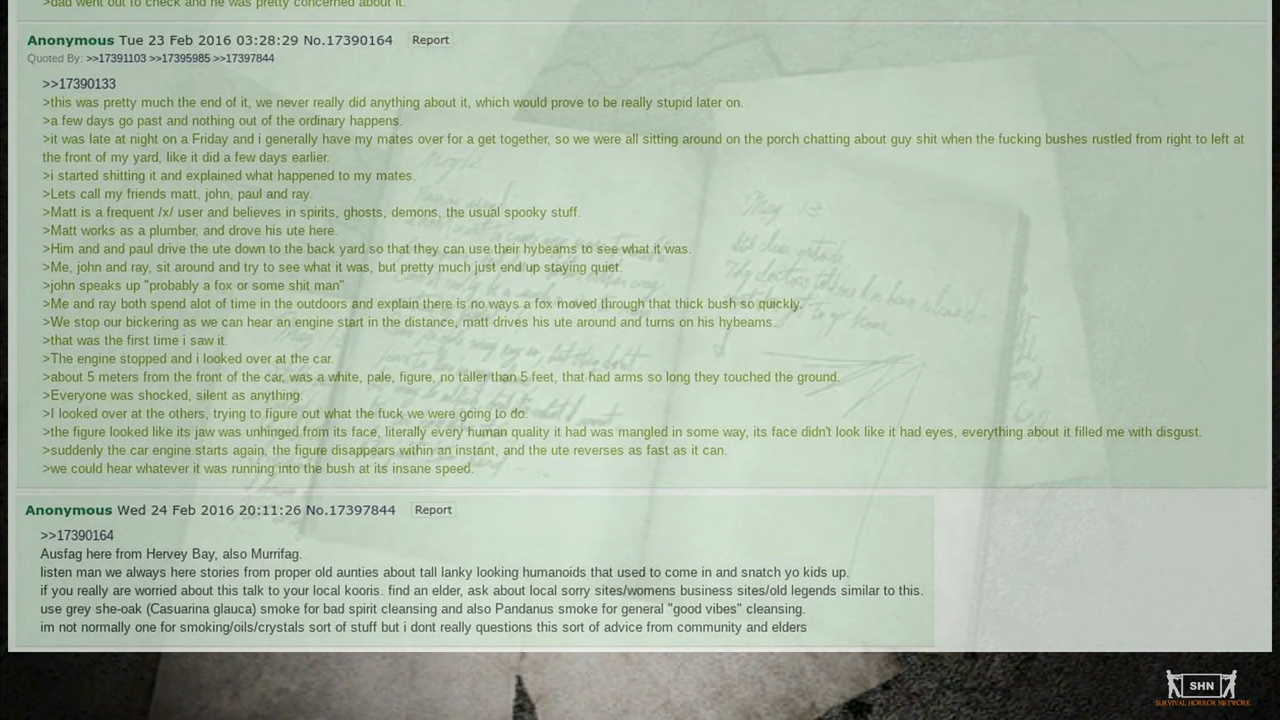 >dad went out to check and he was pretty concerned about it.
Anonymous Tue 23 Feb 2016 03:28:29 No.17390164 Report
Quoted By: >>17391103 >>17395985 >>17397844
>>17390133
>this was pretty much the end of it, we never really did anything about it, which would prove to be really stupid later on.
>a few days go past and nothing out of the ordinary happens.
>it was late at night on a Friday and i generally have my mates over for a get together, so we were all sitting around on the porch chatting about guy shit when the fucking bushes rustled from right to left at
the front of my yard, like it did a few days earlier.
>i started shitting it and explained what happened to my mates.
>Lets call my friends matt, john, paul and ray.
>Matt is a frequent /x/ user and believes in spirits, ghosts, demons, the usual spooky stuff.
>Matt works as a plumber, and drove his ute here.
>Him and and paul drive the ute down to the back yard so that they can use their hybeams to see what it was.
>Me, john and ray, sit around and try to see what it was, but pretty much just end up staying quiet.
>john speaks up "probably a fox or some shit man"
>Me and ray both spend alot of time in the outdoors and explain there is no ways a fox moved through that thick bush so quickly.
>We stop our bickering as we can hear an engine start in the distance, matt drives his ute around and turns on his hybeams.
>that was the first time i saw it.
>The engine stopped and i looked over at the car.
>about 5 meters from the front of the car, was a white, pale, figure, no taller than 5 feet, that had arms so long they touched the ground.
>Everyone was shocked, silent as anything.
>I looked over at the others, trying to figure out what the fuck we were going to do.
>the figure looked like its jaw was unhinged from its face, literally every human quality it had was mangled in some way, its face didn't look like it had eyes, everything about it filled me with disgust.
>suddenly the car engine starts again, the figure disappears within an instant, and the ute reverses as fast as it can.
>we could hear whatever it was running into the bush at its insane speed.
Anonymous Wed 24 Feb 2016 20:11:26 No.17397844 Report
>>17390164
Ausfag here from Hervey Bay, also Murrifag.
listen man we always here stories from proper old aunties about tall lanky looking humanoids that used to come in and snatch yo kids up.
if you really are worried about this talk to your local kooris. find an elder, ask about local sorry sites/womens business sites/old legends similar to this.
use grey she-oak (Casuarina glauca) smoke for bad spirit cleansing and also Pandanus smoke for general "good vibes" cleansing.
im not normally one for smoking/oils/crystals sort of stuff but i dont really questions this sort of advice from community and elders
May 13
SHN
SURVIVAL HORROR NETWORK